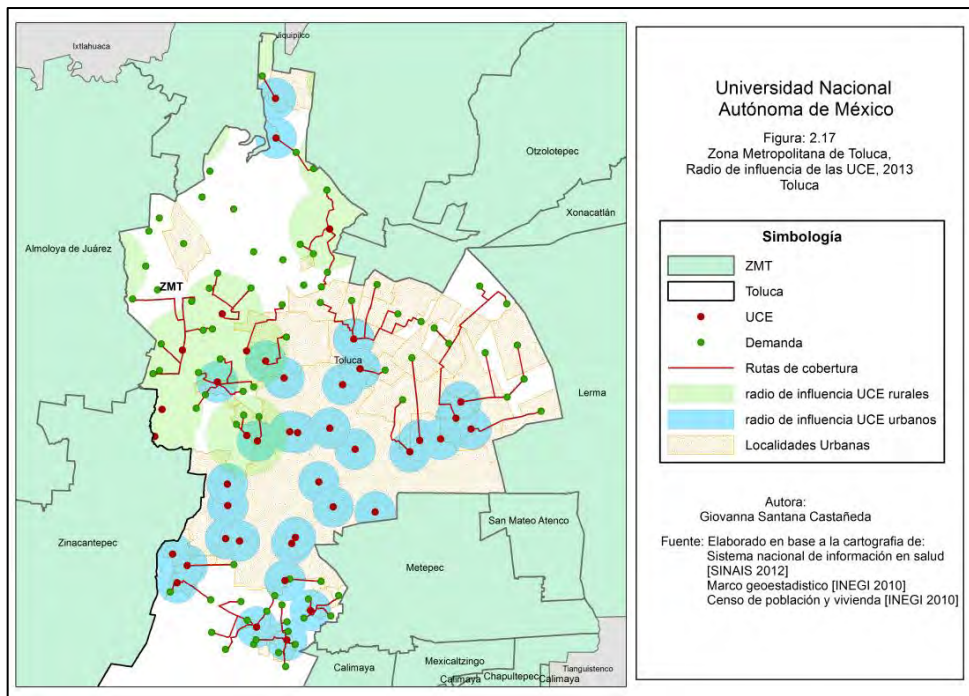 Ixtlahuaca
Jiquipilco
Otzolotepec
Xonacatlán
Almoloya de Juárez
ZMT
Toluca
Lerma
San Mateo Atenco
Zinacantepec
Metepec
Calimaya
Mexicaltzingo
Calimaya
Chapultepec
Calimaya
Tianguistenco
Universidad Nacional
Autónoma de México
Figura: 2.17
Zona Metropolitana de Toluca,
Radio de influencia de las UCE, 2013
Toluca
Simbología
ZMT
Toluca
UCE
Demanda
Rutas de cobertura
radio de influencia UCE rurales
radio de influencia UCE urbanos
Localidades Urbanas
Autora:
Giovanna Santana Castañeda
Fuente: Elaborado en base a la cartografia de:
Sistema nacional de información en salud
[SINAIS 2012]
Marco geoestadistico [INEGI 2010]
Censo de población y vivienda [INEGI 2010]